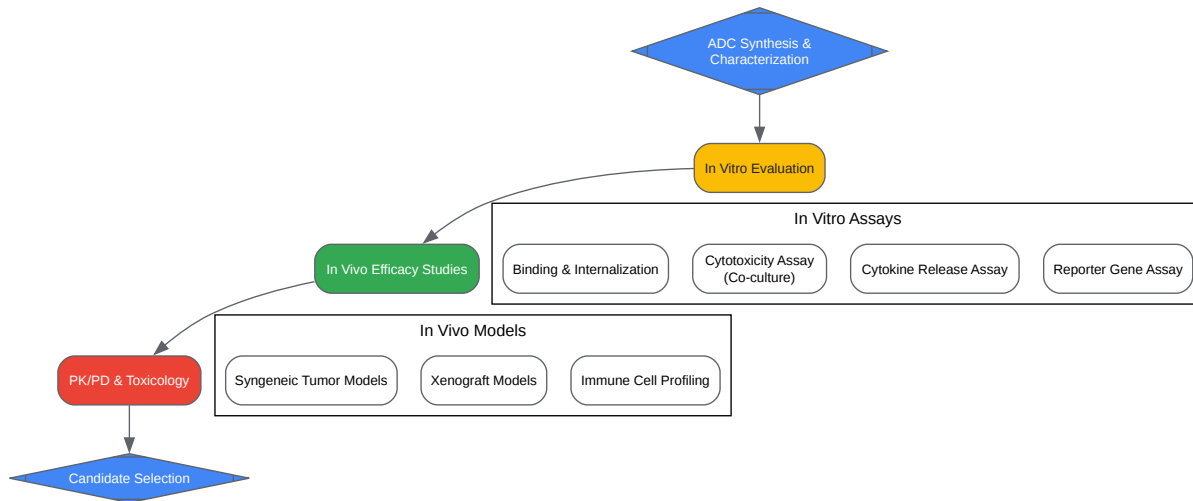 ADC Synthesis &
Characterization
In Vitro Evaluation
In Vitro Assays
In Vivo Efficacy Studies
Binding & Internalization
Cytotoxicity Assay
(Co-culture)
Cytokine Release Assay
Reporter Gene Assay
In Vivo Models
PK/PD & Toxicology
Syngeneic Tumor Models
Xenograft Models
Immune Cell Profiling
Candidate Selection